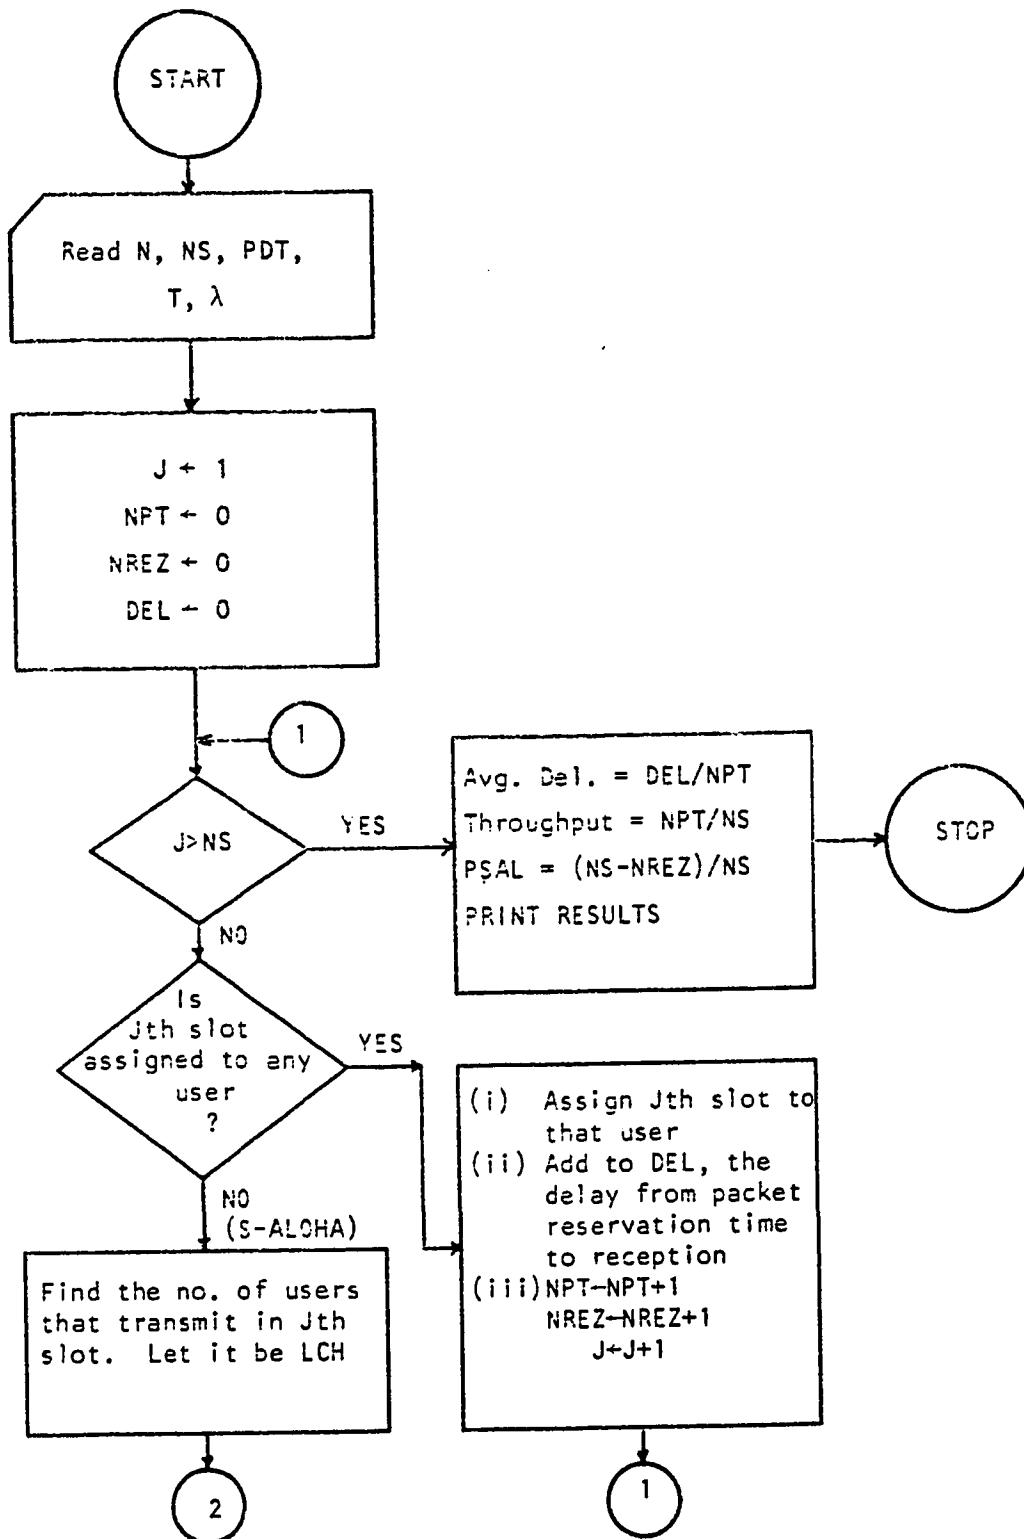 START
Read N, NS, PDT,
T, λ
J ← 1
NPT ← 0
NREZ ← 0
DEL ← 0
1
J>NS
YES
Avg. Del. = DEL/NPT
Throughput = NPT/NS
PSAL = (NS-NREZ)/NS
PRINT RESULTS
STOP
NO
Is
Jth slot
assigned to any
user
?
YES
(i) Assign Jth slot to
that user
(ii) Add to DEL, the
delay from packet
reservation time
to reception
(iii) NPT←NPT+1
NREZ←NREZ+1
J←J+1
NO
(S-ALOHA)
Find the no. of users
that transmit in Jth
slot. Let it be LCH
2
1